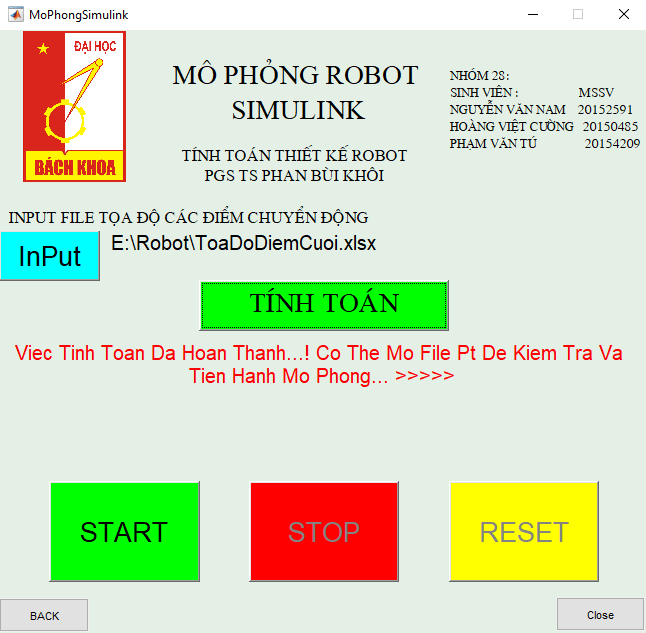 MoPhongSimulink
ĐẠI HỌC
BÁCH KHOA
MÔ PHỎNG ROBOT
SIMULINK
TÍNH TOÁN THIẾT KẾ ROBOT
PGS TS PHAN BÙI KHÔI
NHÓM 28:
SINH VIÊN : MSSV
NGUYỄN VĂN NAM 20152591
HOÀNG VIỆT CƯỜNG 20150485
PHẠM VĂN TÚ 20154209
INPUT FILE TỌA ĐỘ CÁC ĐIỂM CHUYỂN ĐỘNG
InPut
E:\Robot\ToaDoDiemCuoi.xlsx
TÍNH TOÁN
Viec Tinh Toan Da Hoan Thanh...! Co The Mo File Pt De Kiem Tra Va
Tien Hanh Mo Phong... >>>>>
START
STOP
RESET
BACK
Close